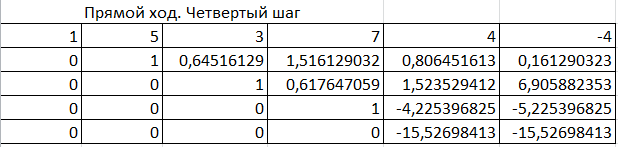 Прямой ход. Четвертый шаг
1 5 3 7 4 -4
0 1 0,64516129 1,516129032 0,806451613 0,161290323
0 0 1 0,617647059 1,523529412 6,905882353
0 0 0 1 -4,225396825 -5,225396825
0 0 0 0 -15,52698413 -15,52698413